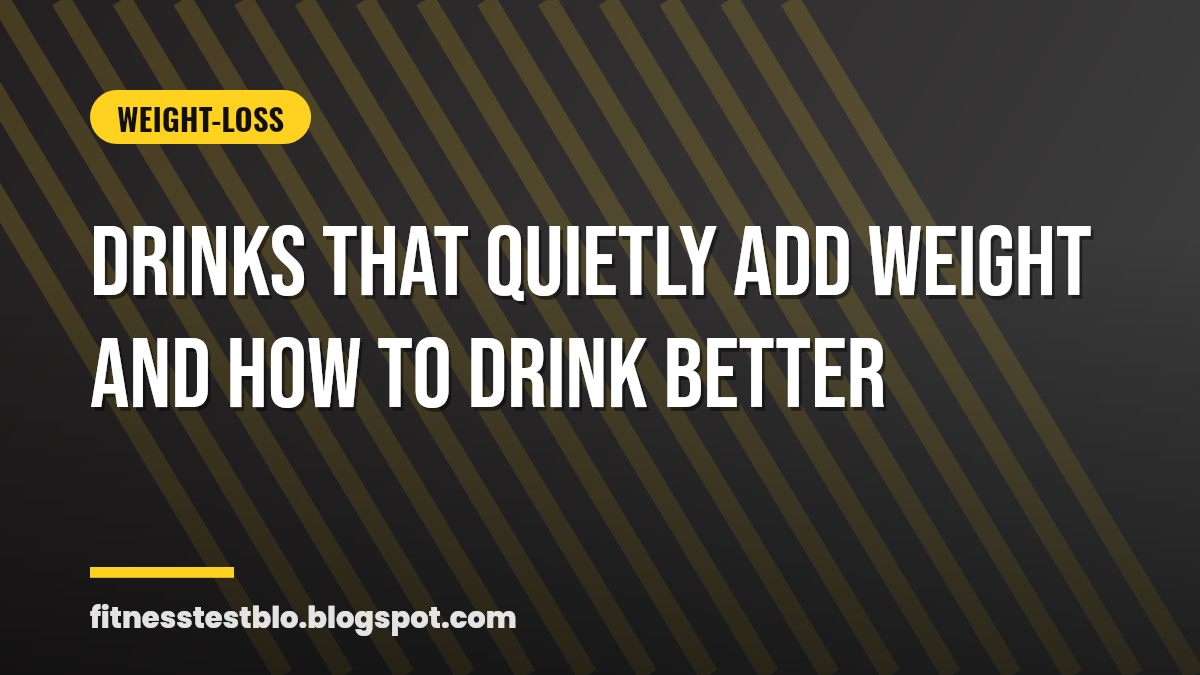 WEIGHT-LOSS
DRINKS THAT QUIETLY ADD WEIGHT
AND HOW TO DRINK BETTER
fitnesstestblo.blogspot.com